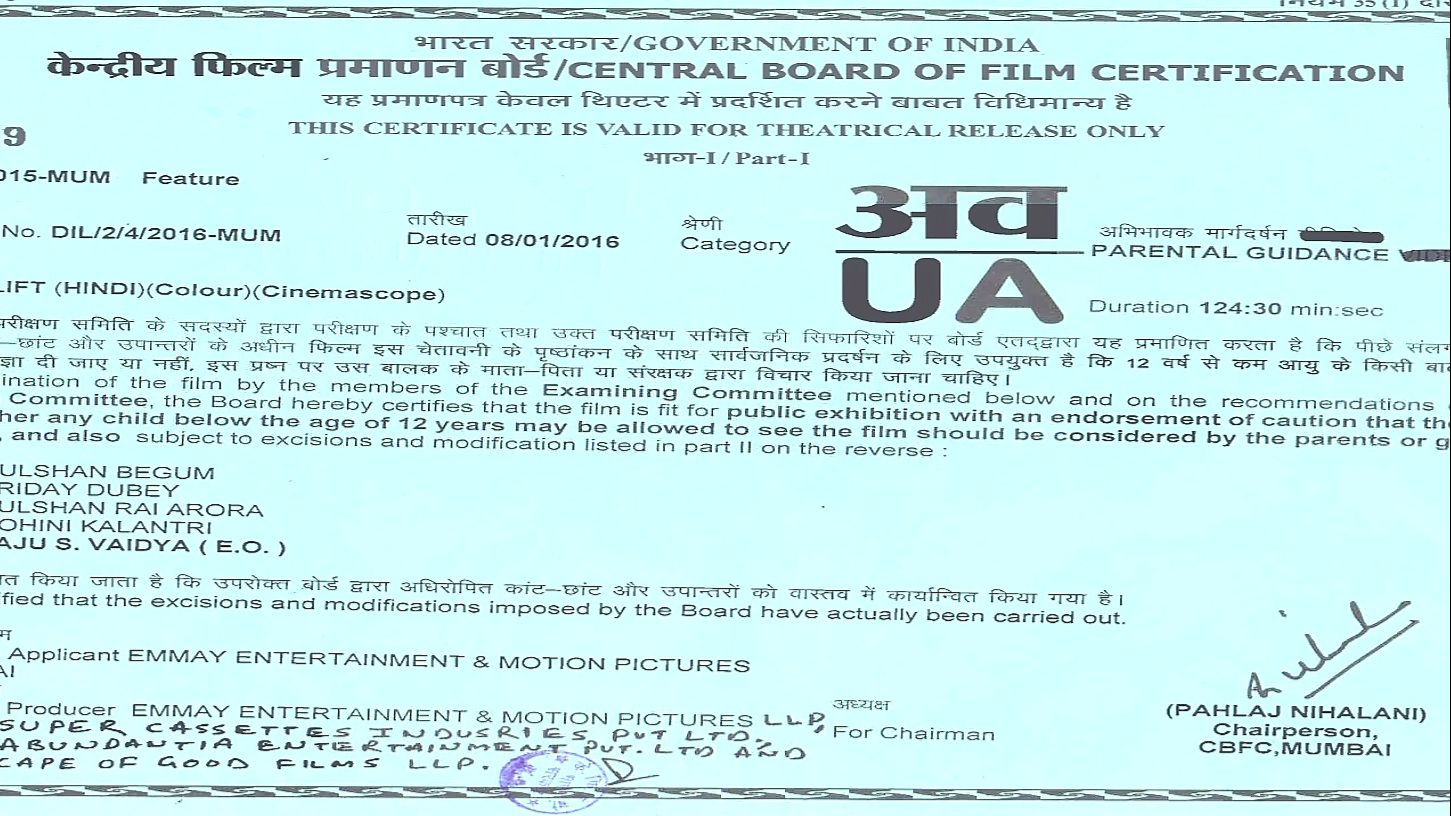 नियम 35 (I)
भारत सरकार/GOVERNMENT OF INDIA
केन्द्रीय फिल्म प्रमाणन बोर्ड/CENTRAL BOARD OF FILM CERTIFICATION
यह प्रमाणपत्र केवल थिएटर में प्रदर्शित करने बाबत विधिमान्य है
9
THIS CERTIFICATE IS VALID FOR THEATRICAL RELEASE ONLY
भाग-I / Part-I
015-MUM Feature
अव
UA
तारीख
श्रेणी
अभिभावक मार्गदर्षन
No. DIL/2/4/2016-MUM
Dated 08/01/2016
Category
PARENTAL GUIDANCE
LIFT (HINDI)(Colour)(Cinemascope)
Duration 124:30 min:sec
परीक्षण समिति के सदस्यों द्वारा परीक्षण के पश्चात तथा उक्त परीक्षण समिति की सिफारिशों पर बोर्ड एतद्द्वारा यह प्रमाणित करता है कि पीछे संल
–छांट और उपान्तरों के अधीन फिल्म इस चेतावनी के पृष्ठांकन के साथ सार्वजनिक प्रदर्षन के लिए उपयुक्त है कि 12 वर्ष से कम आयु के किसी बा
ज्ञा दी जाए या नहीं, इस प्रश्न पर उस बालक के माता–पिता या संरक्षक द्वारा विचार किया जाना चाहिए।
ination of the film by the members of the Examining Committee mentioned below and on the recommendations
Committee, the Board hereby certifies that the film is fit for public exhibition with an endorsement of caution that th
her any child below the age of 12 years may be allowed to see the film should be considered by the parents or g
, and also subject to excisions and modification listed in part II on the reverse :
ULSHAN BEGUM
RIDAY DUBEY
ULSHAN RAI ARORA
OHINI KALANTRI
AJU S. VAIDYA ( E.O. )
त किया जाता है कि उपरोक्त बोर्ड द्वारा अधिरोपित कांट–छांट और उपान्तरों को वास्तव में कार्यान्वित किया गया है।
fied that the excisions and modifications imposed by the Board have actually been carried out.
म
Applicant EMMAY ENTERTAINMENT & MOTION PICTURES
AI
Producer EMMAY ENTERTAINMENT & MOTION PICTURES LLP,
SUPER CASSETTES INDUSRIES PVT LTD.
ABUNDANTIA ENTERTAINMENT PVT. LTD AND
CAPE OF GOOD FILMS LLP.
अध्यक्ष
For Chairman
(PAHLAJ NIHALANI)
Chairperson,
CBFC,MUMBAI